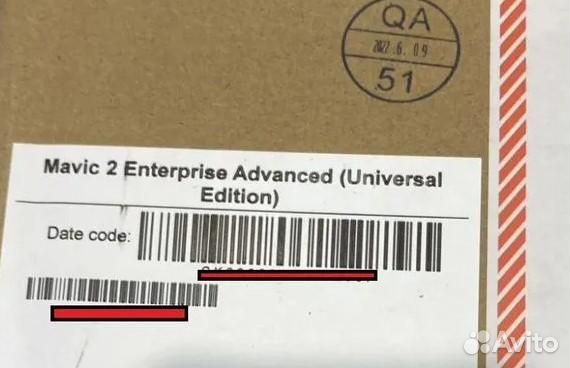 QA
2022.6.09
51
Mavic 2 Enterprise Advanced (Universal
Edition)
Date code:
Avito